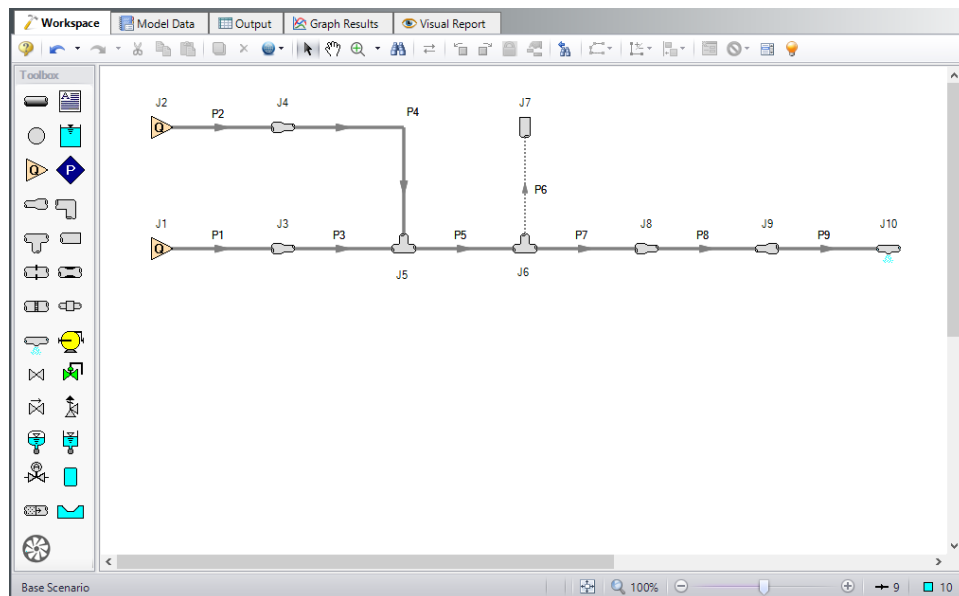 Workspace Model Data Output Graph Results Visual Report
Toolbox
A
Q P
J2 P2 J4 P4 J7
Q
P6
J1 P1 J3 P3 P5 P7 J8 P8 J9 P9 J10
Q
J5 J6
Base Scenario 100% 9 10